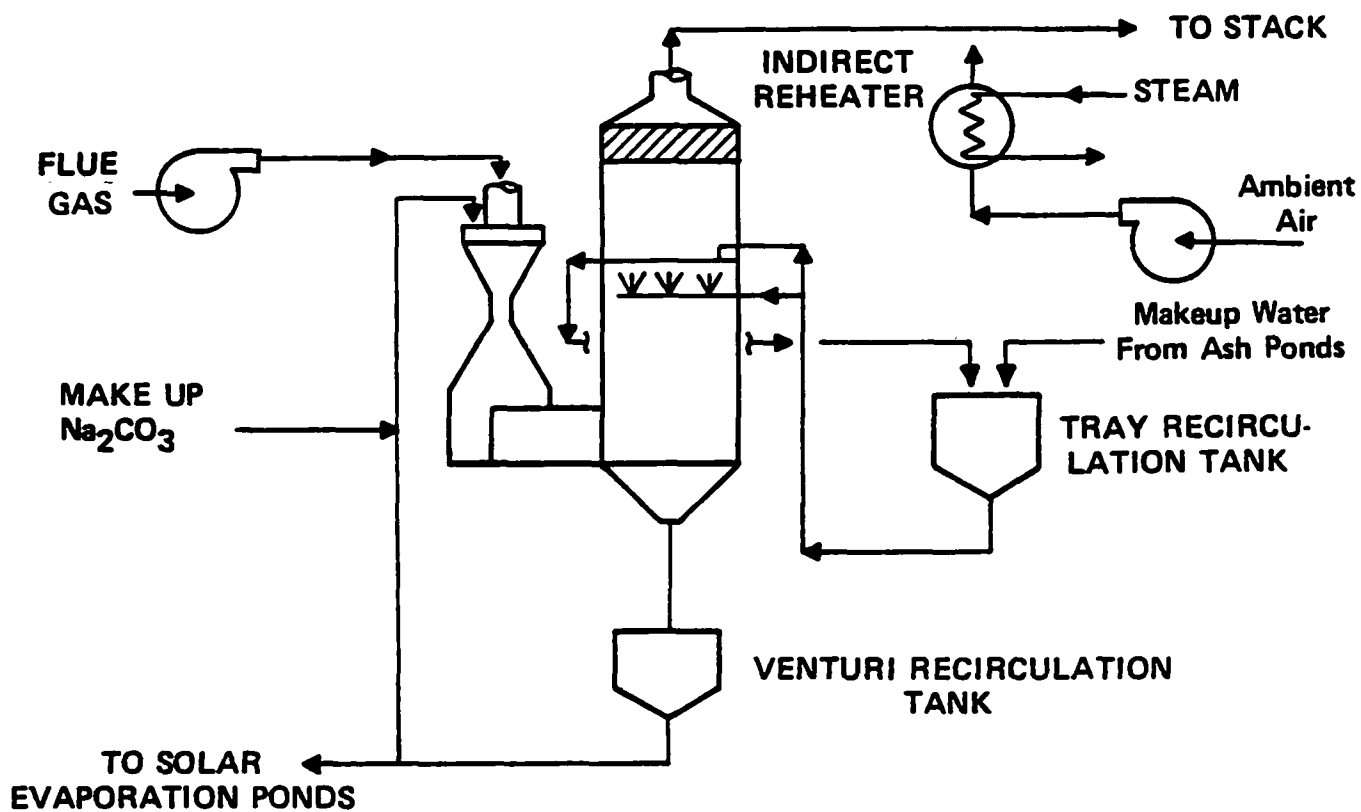 TO STACK
INDIRECT
REHEATER
STEAM
FLUE
GAS
Ambient
Air
Makeup Water
From Ash Ponds
MAKE UP
Na₂CO₃
TRAY RECIRCU-
LATION TANK
VENTURI RECIRCULATION
TANK
TO SOLAR
EVAPORATION PONDS